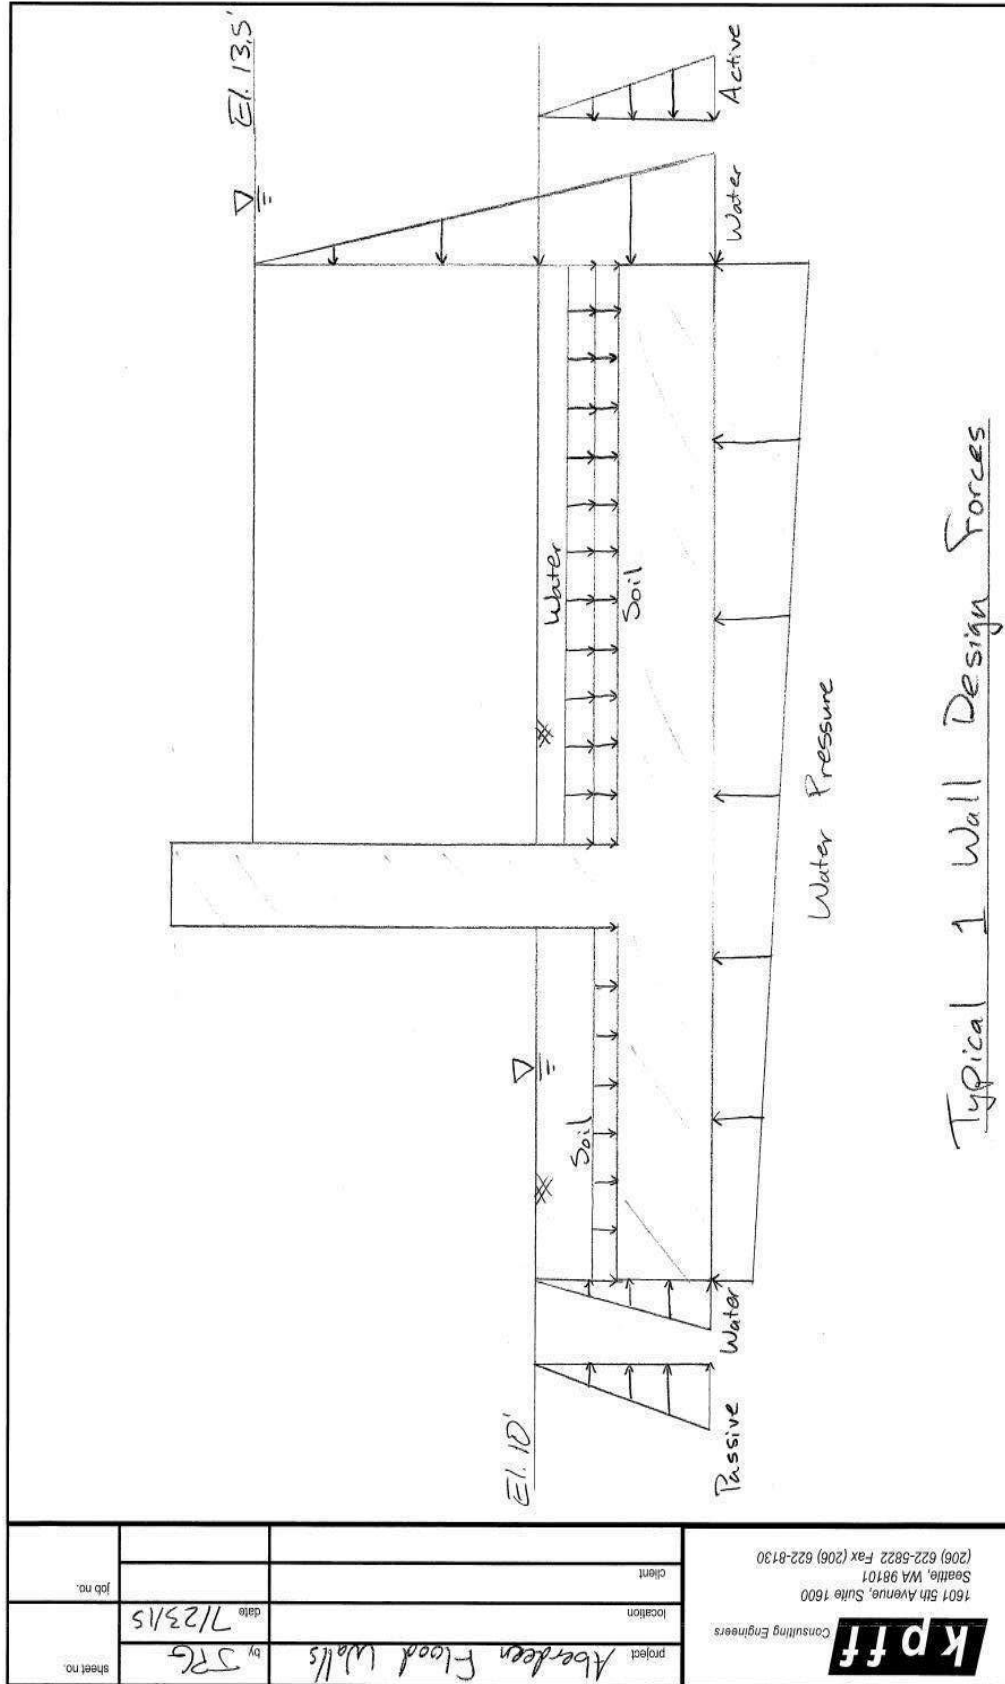 kpff Consulting Engineers
1601 5th Avenue, Suite 1600
Seattle, WA 98101
(206) 622-5822 Fax (206) 622-8130
project Aberdeen Flood Walls
by JRG
sheet no.
location
date 7/23/15
client
job no.
El. 13.5'
El. 10'
Water
Soil
Soil
Passive
Water
Water
Active
Water Pressure
Typical 1 Wall Design Forces